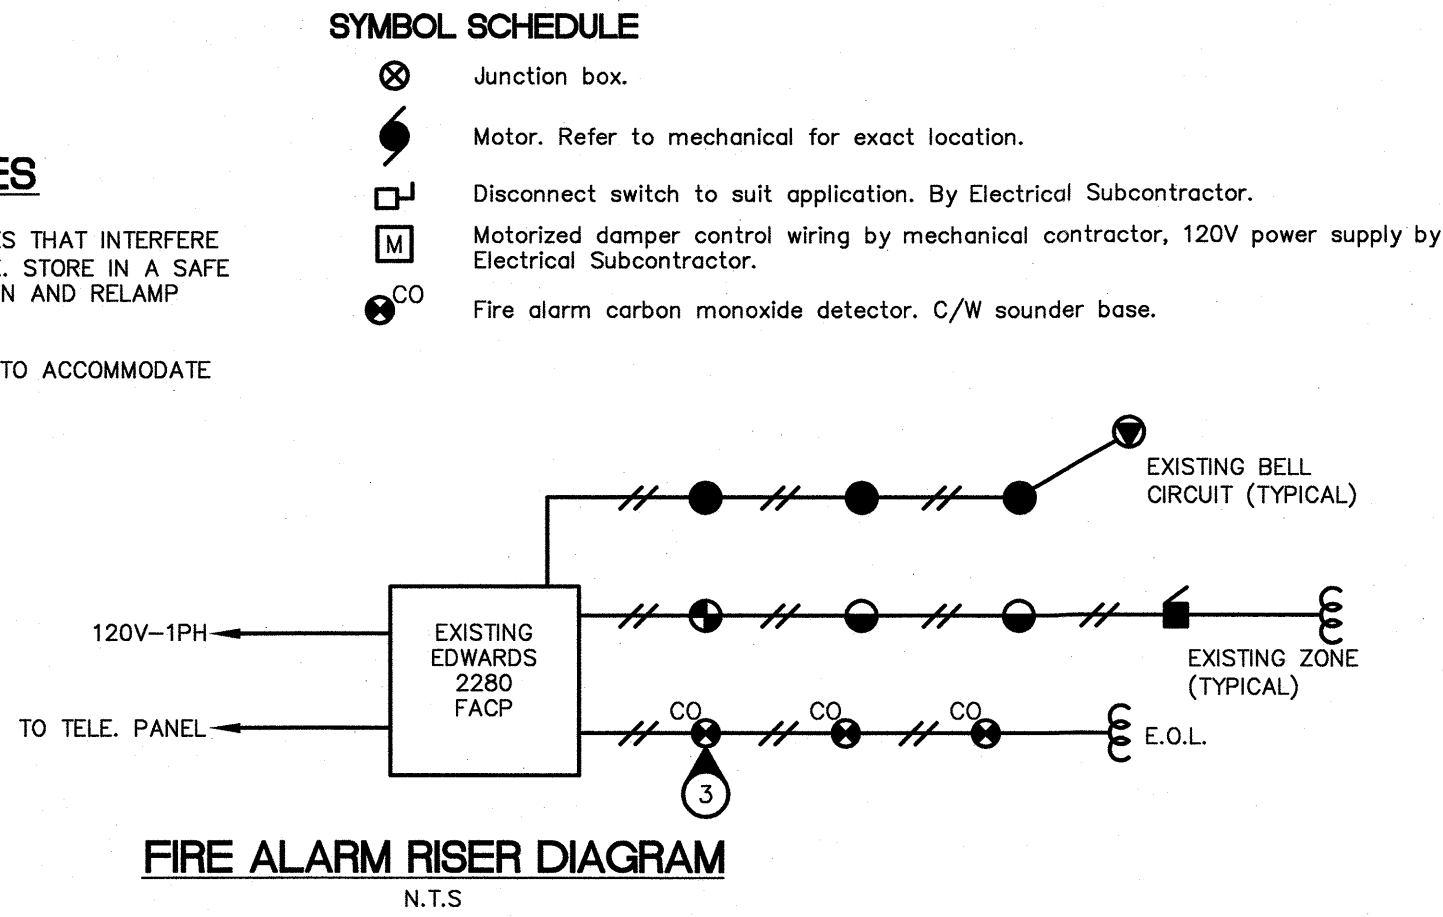 SYMBOL SCHEDULE
Junction box.
Motor. Refer to mechanical for exact location.
Disconnect switch to suit application. By Electrical Subcontractor.
M
Motorized damper control wiring by mechanical contractor, 120V power supply by
Electrical Subcontractor.
CO
Fire alarm carbon monoxide detector. C/W sounder base.
THAT INTERFERE
STORE IN A SAFE
AND RELAMP
TO ACCOMMODATE
EXISTING BELL
CIRCUIT (TYPICAL)
120V-1PH
EXISTING
EDWARDS
2280
FACP
EXISTING ZONE
(TYPICAL)
TO TELE. PANEL
CO
CO
CO
E.O.L.
3
FIRE ALARM RISER DIAGRAM
N.T.S